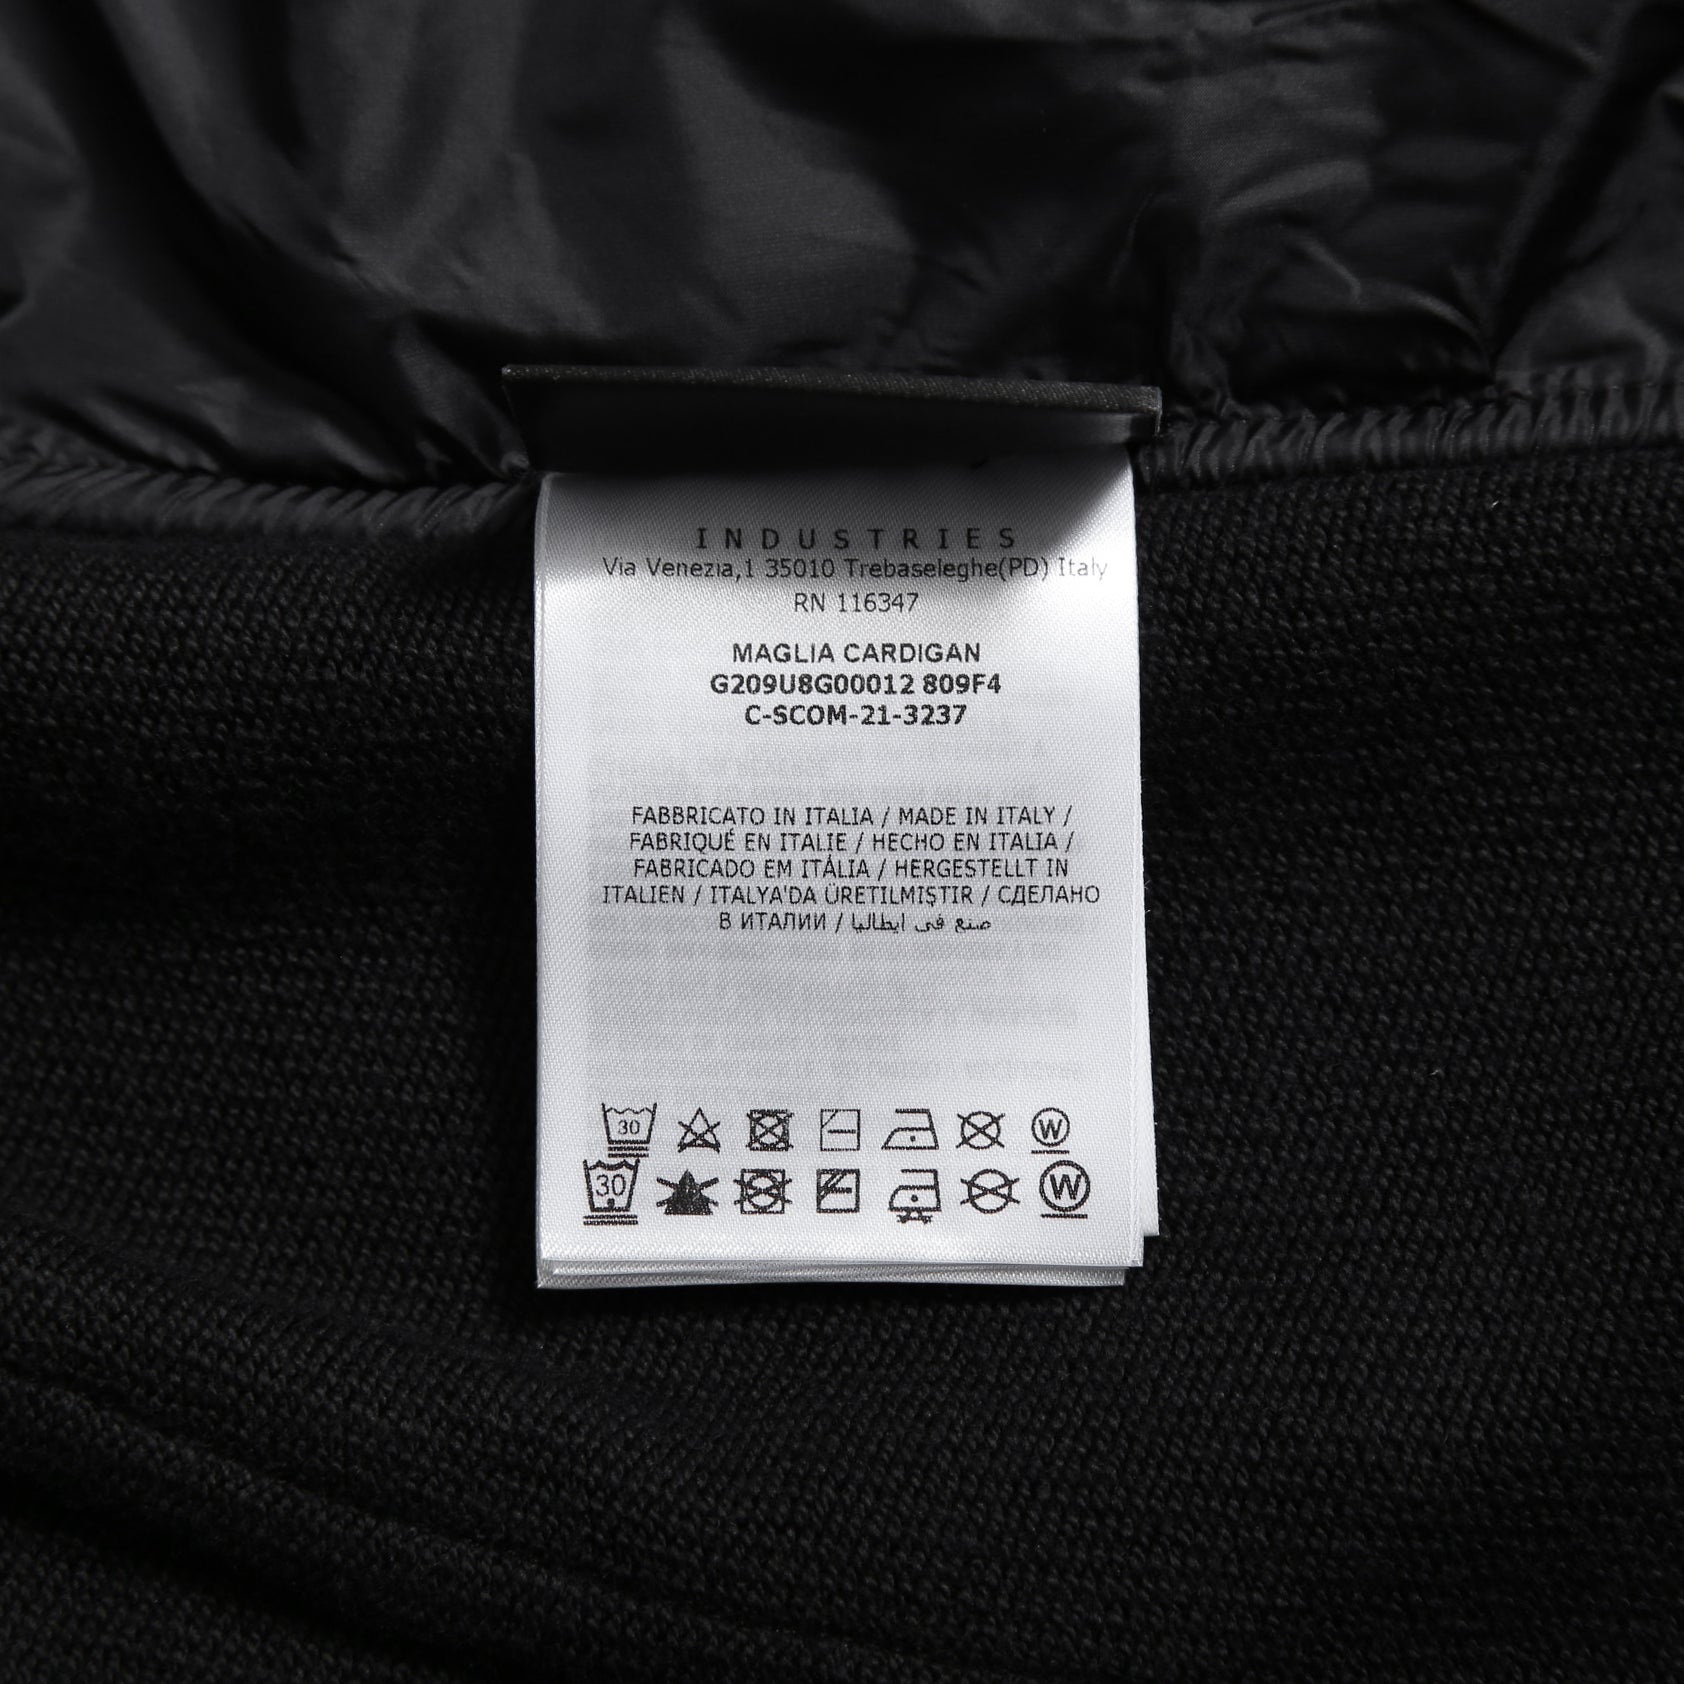 INDUSTRIES
Via Venezia,1 35010 Trebaseleghe(PD) Italy
RN 116347
MAGLIA CARDIGAN
G209U8G00012 809F4
C-SCOM-21-3237
FABBRICATO IN ITALIA / MADE IN ITALY /
FABRIQUÉ EN ITALIE / HECHO EN ITALIA /
FABRICADO EM ITÁLIA / HERGESTELLT IN
ITALIEN / ITALYA'DA ÜRETILMIŞTIR / СДЕЛАНО
В ИТАЛИИ / صنع في ايطاليا
30 W
30 W